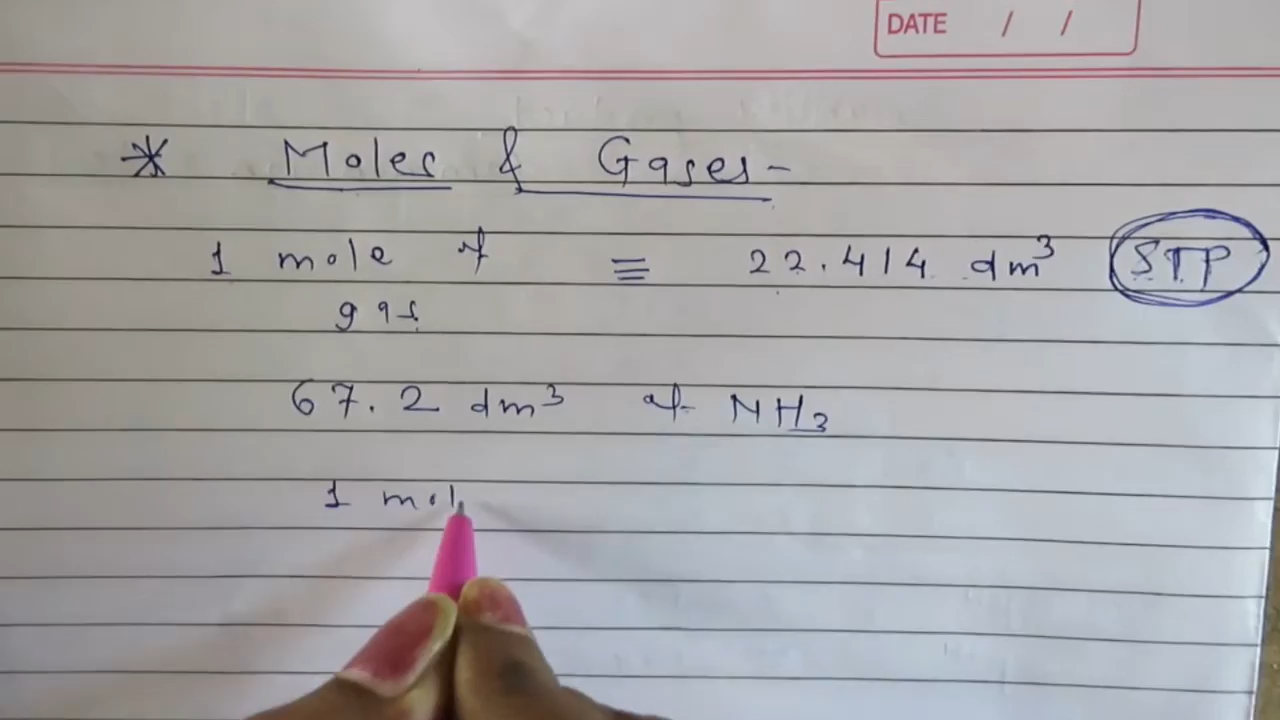 DATE / /
* Moles & Gases-
1 mole of ≡ 22.414 dm³ STP
gas
67.2 dm³ of NH₃
1 mol